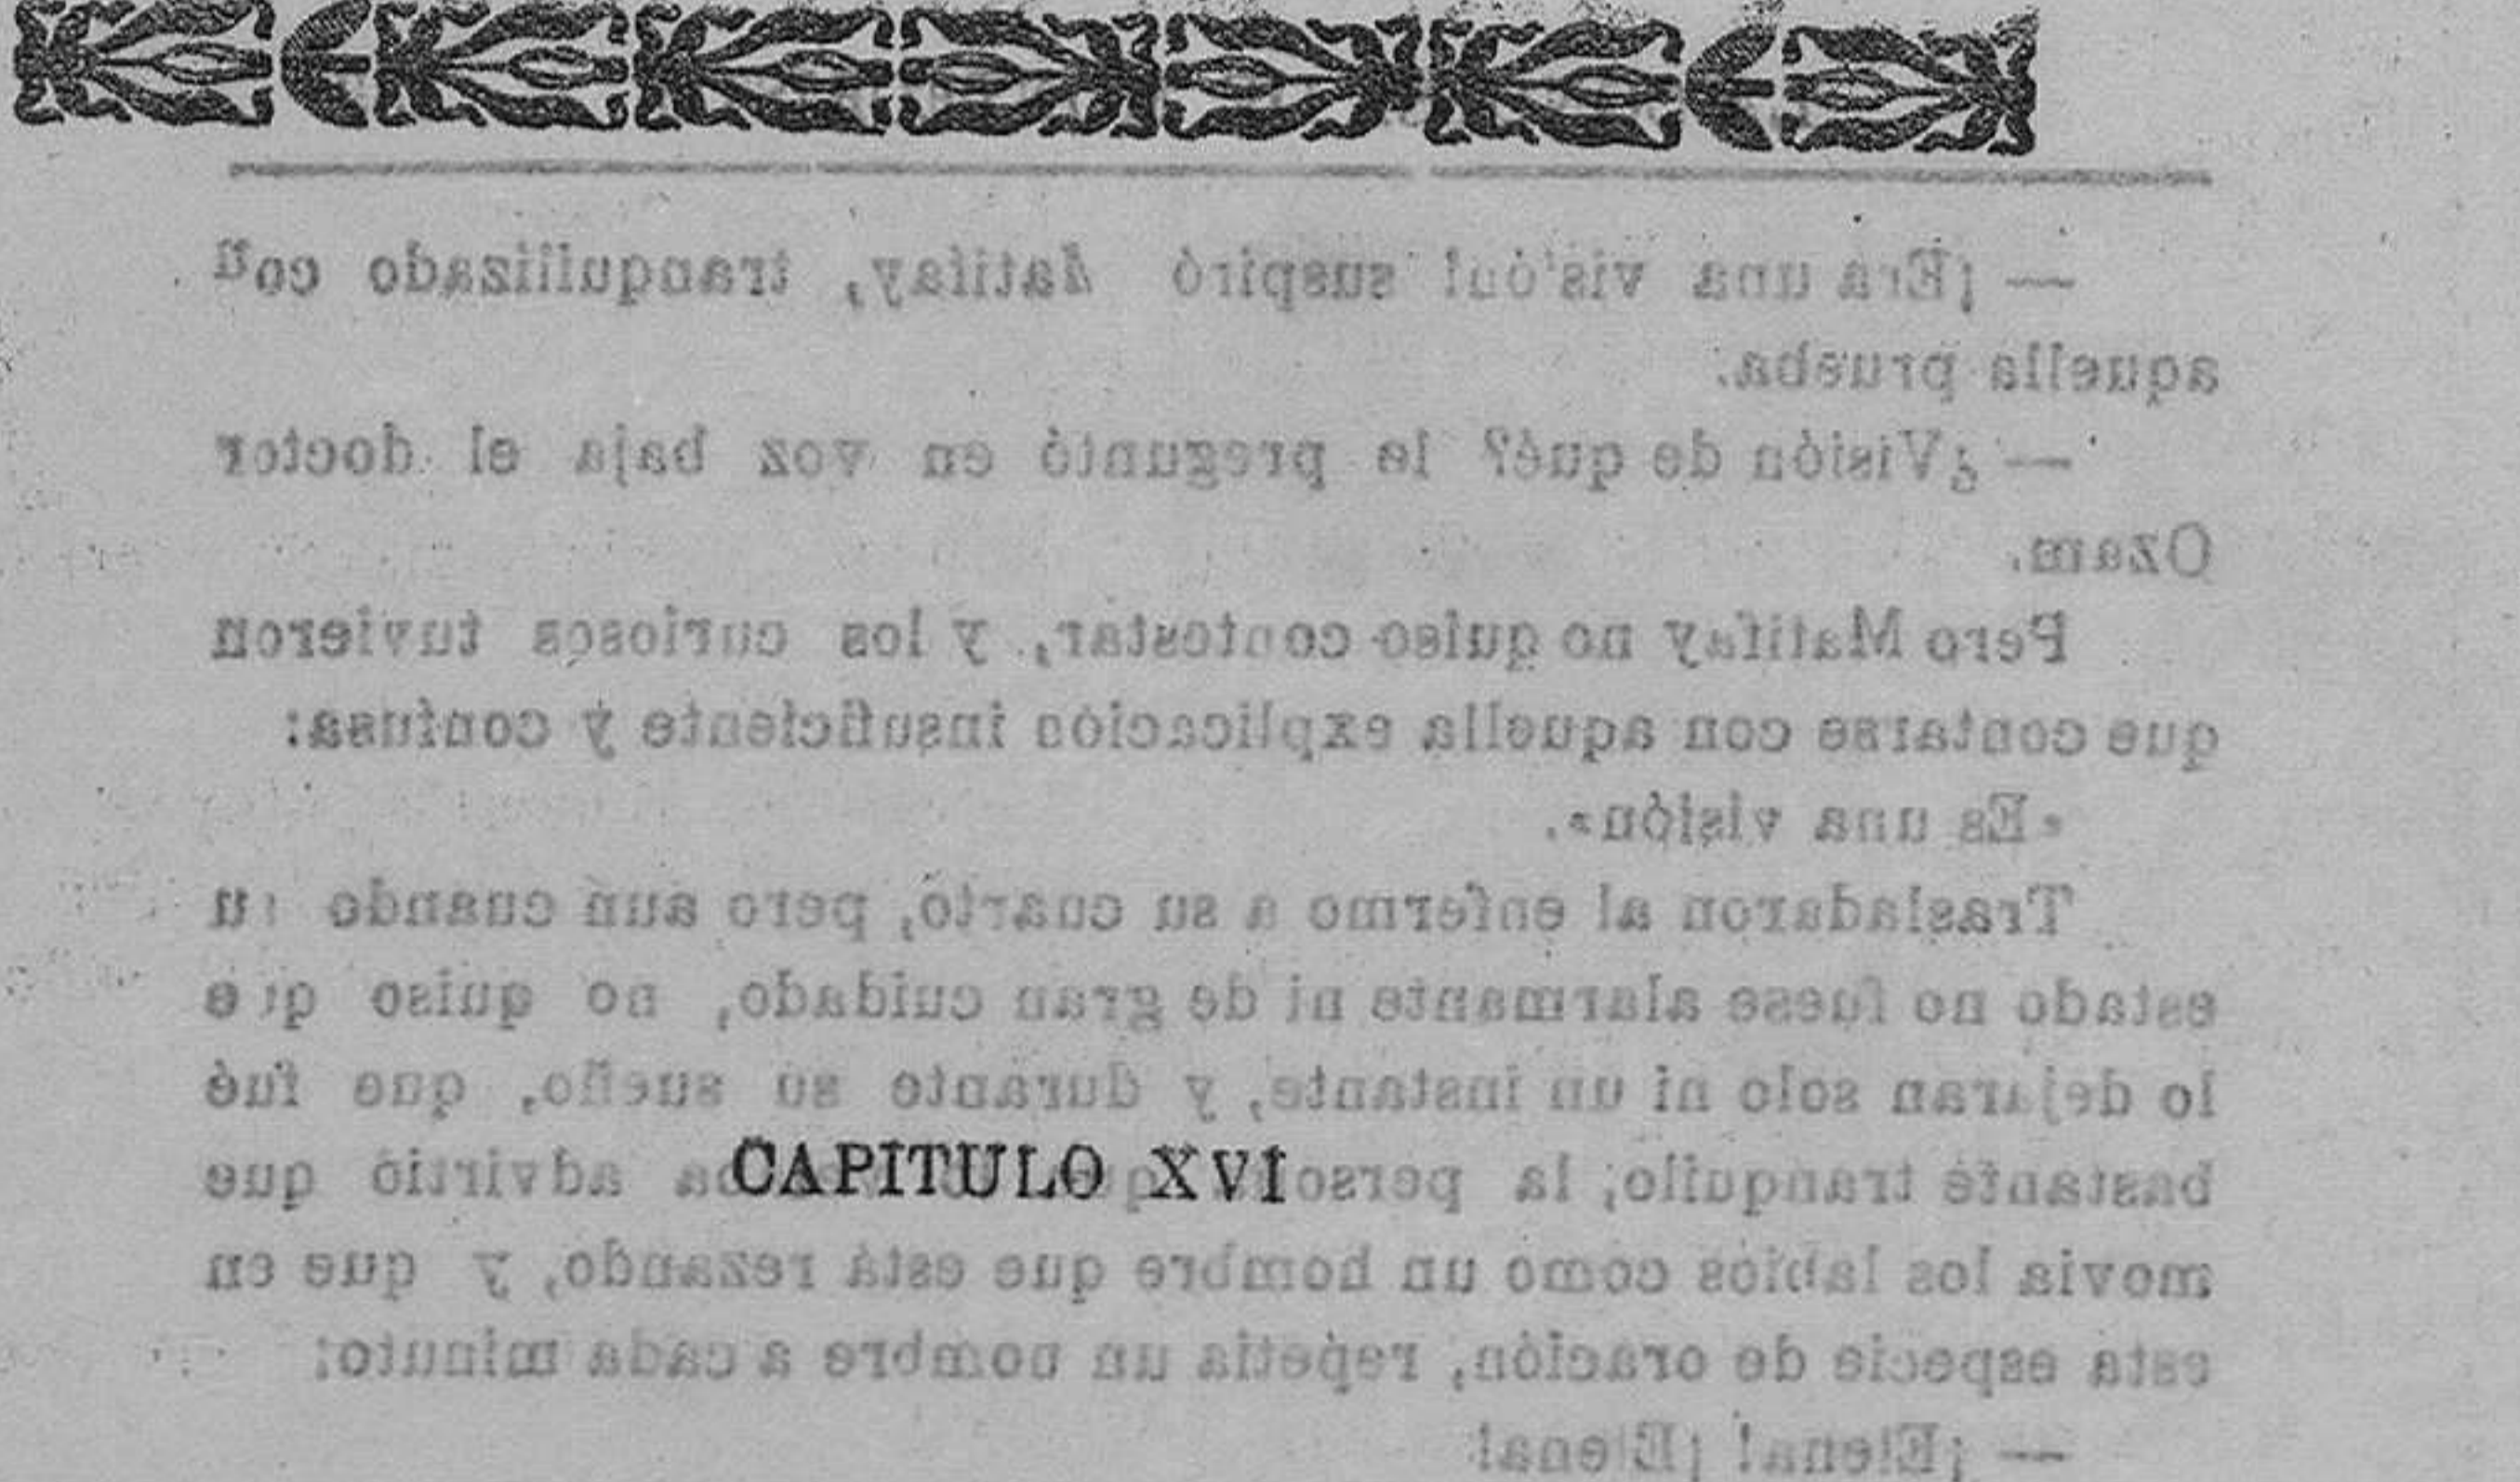 — ¡Era una visión! suspiró Matifay, tranquilizado con
aquella prueba.
— ¿Visión de qué? le preguntó en voz baja el doctor
Ozam.
Pero Matifay no quiso contestar, y los curiosos tuvieron
que contarse con aquella explicación insuficiente y confusa:
«Es una visión».
Trasladaron al enfermo a su cuarto, pero aun cuando su
estado no fuese alarmante ni de gran cuidado, no quiso que
lo dejaran solo ni un instante, y durante su sueño, que fué
bastante tranquilo; la advirtió que
CAPITULO XVI
movia los labios como un hombre que está rezando, y que en
esta especie de oración, repetia un nombre a cada minuto:
— ¡Elena! ¡Elena!